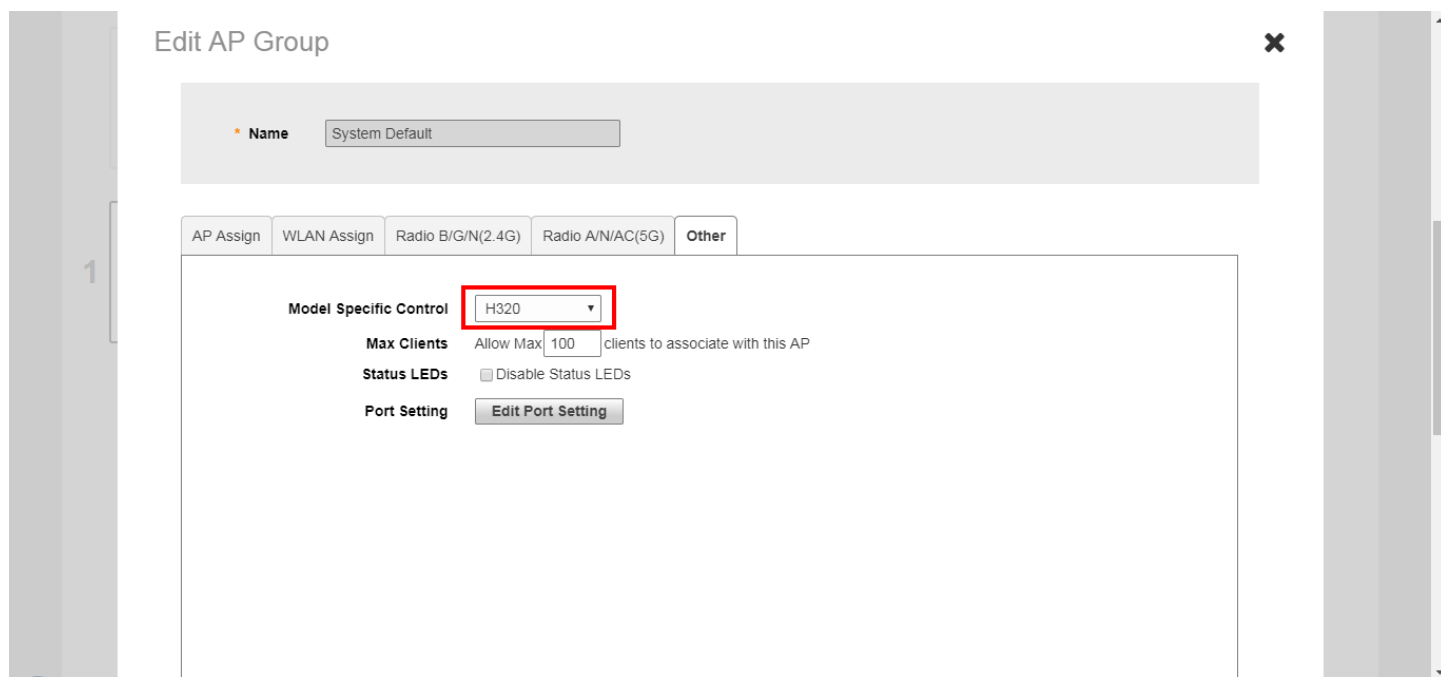 Edit AP Group
* Name System Default
AP Assign WLAN Assign Radio B/G/N(2.4G) Radio A/N/AC(5G) Other
1
Model Specific Control H320
Max Clients Allow Max 100 clients to associate with this AP
Status LEDs Disable Status LEDs
Port Setting Edit Port Setting